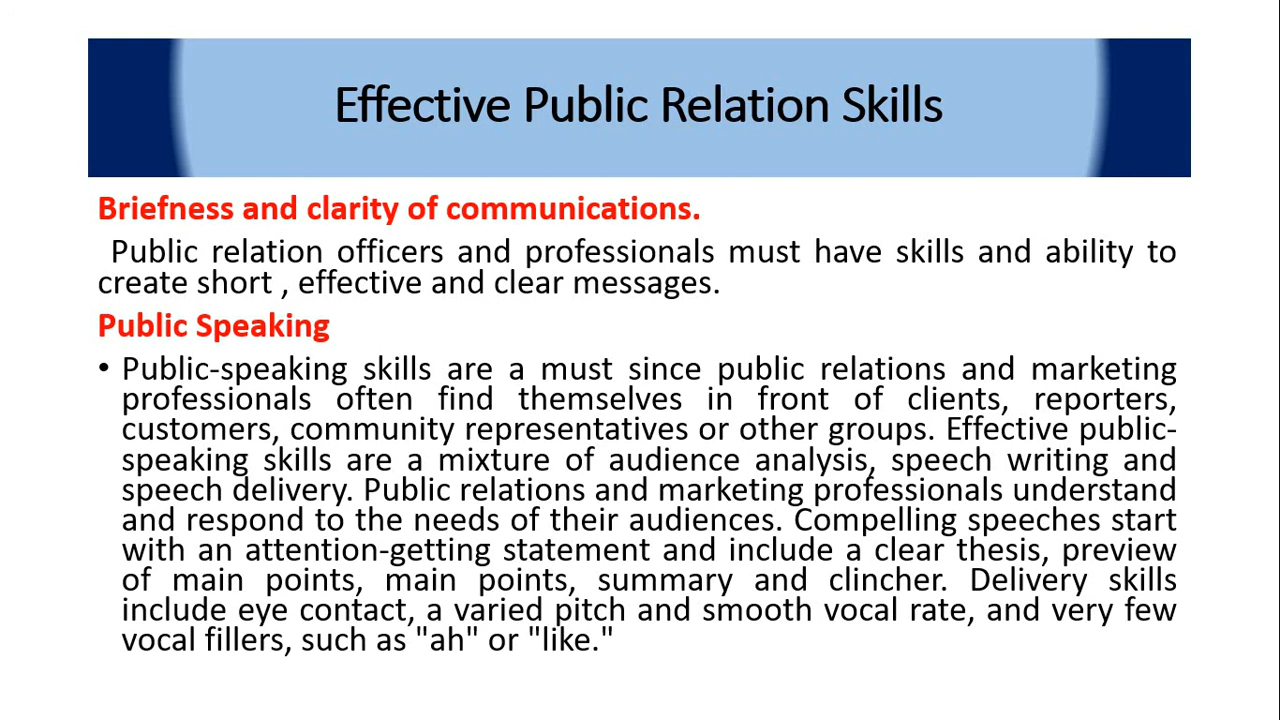 Effective Public Relation Skills
Briefness and clarity of communications.
Public relation officers and professionals must have skills and ability to
create short , effective and clear messages.
Public Speaking
• Public-speaking skills are a must since public relations and marketing
professionals often find themselves in front of clients, reporters,
customers, community representatives or other groups. Effective public-
speaking skills are a mixture of audience analysis, speech writing and
speech delivery. Public relations and marketing professionals understand
and respond to the needs of their audiences. Compelling speeches start
with an attention-getting statement and include a clear thesis, preview
of main points, main points, summary and clincher. Delivery skills
include eye contact, a varied pitch and smooth vocal rate, and very few
vocal fillers, such as "ah" or "like."